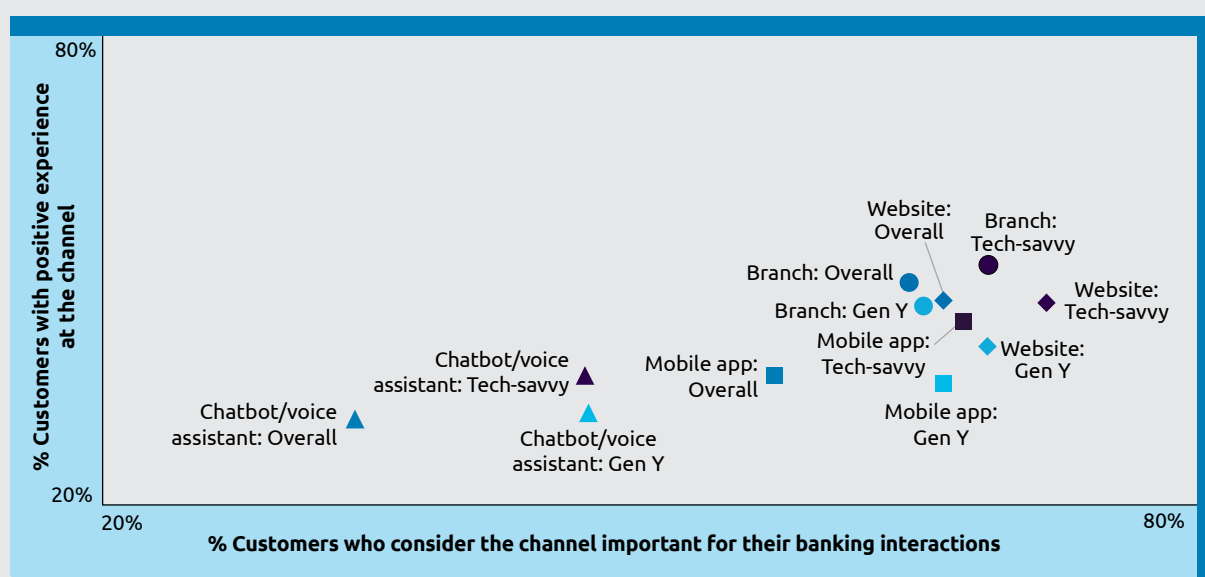 80%
% Customers with positive experience
at the channel
Website:
Overall
Branch:
Tech-savvy
Branch: Overall
Website:
Tech-savvy
Branch: Gen Y
Mobile app:
Tech-savvy
Website:
Gen Y
Chatbot/voice
assistant: Tech-savvy
Mobile app:
Overall
Chatbot/voice
assistant: Overall
Mobile app:
Gen Y
Chatbot/voice
assistant: Gen Y
20%
20%
80%
% Customers who consider the channel important for their banking interactions